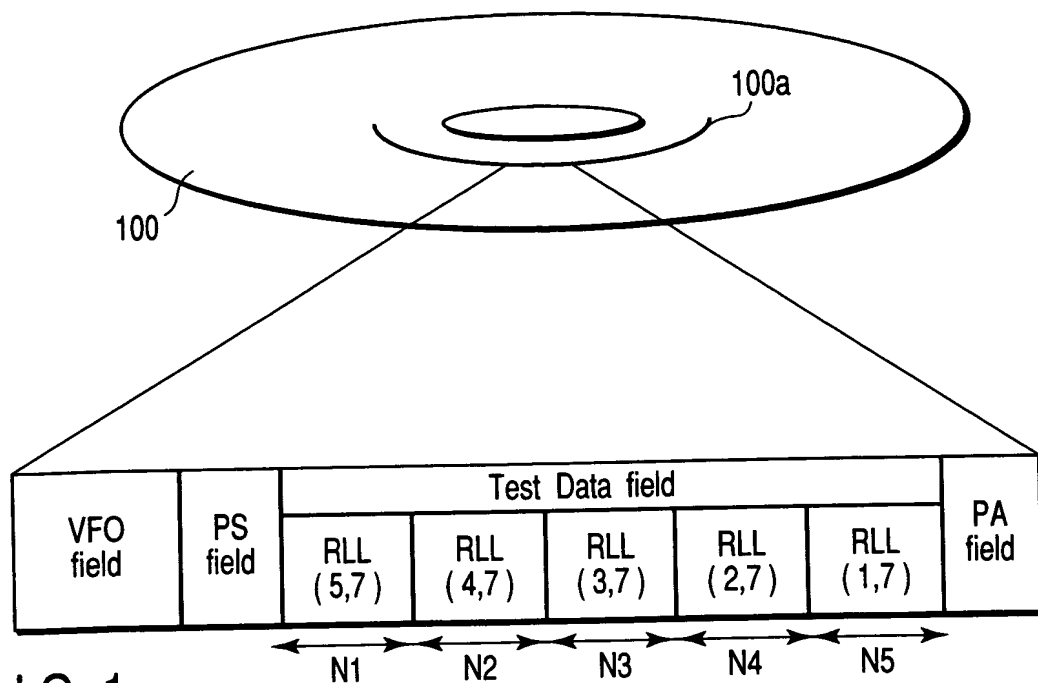 100a
100
Test Data field
VFO
field
PS
field
RLL
(5,7)
RLL
(4,7)
RLL
(3,7)
RLL
(2,7)
RLL
(1,7)
PA
field
N1
N2
N3
N4
N5